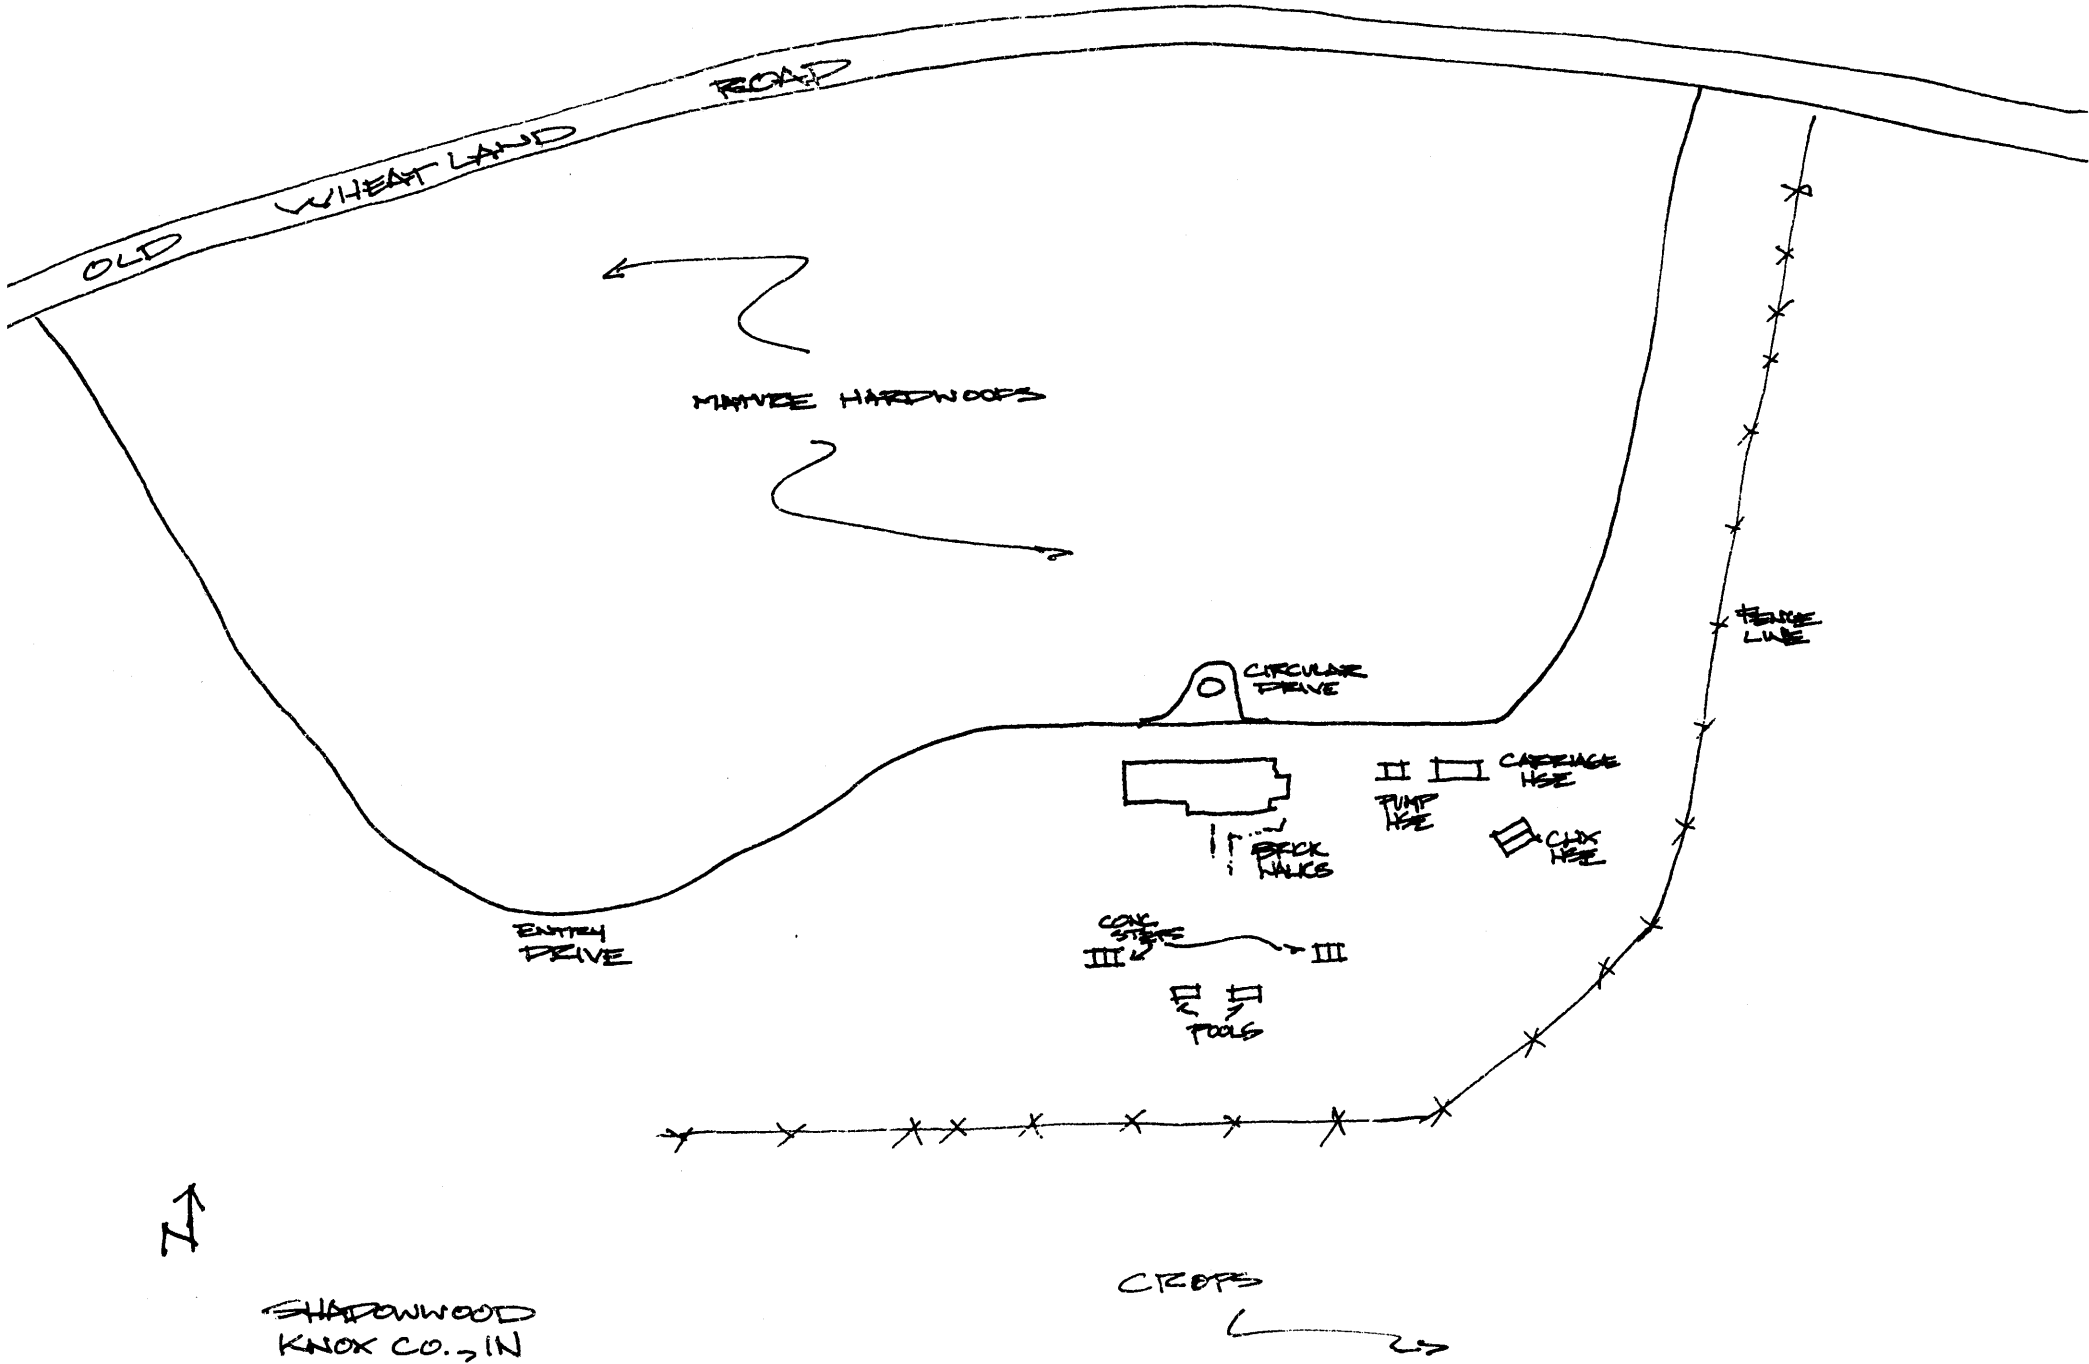 OLD WHEATLAND ROAD
MATURE HARDWOODS
FENCE
LINE
CIRCULAR
DRIVE
CARRIAGE
HSE
PUMP
HSE
CHX
HSE
BRICK
WALKS
CONC.
STEPS
ENTRY
DRIVE
POOLS
N
CROPS
SHADOWWOOD
KNOX CO., IN